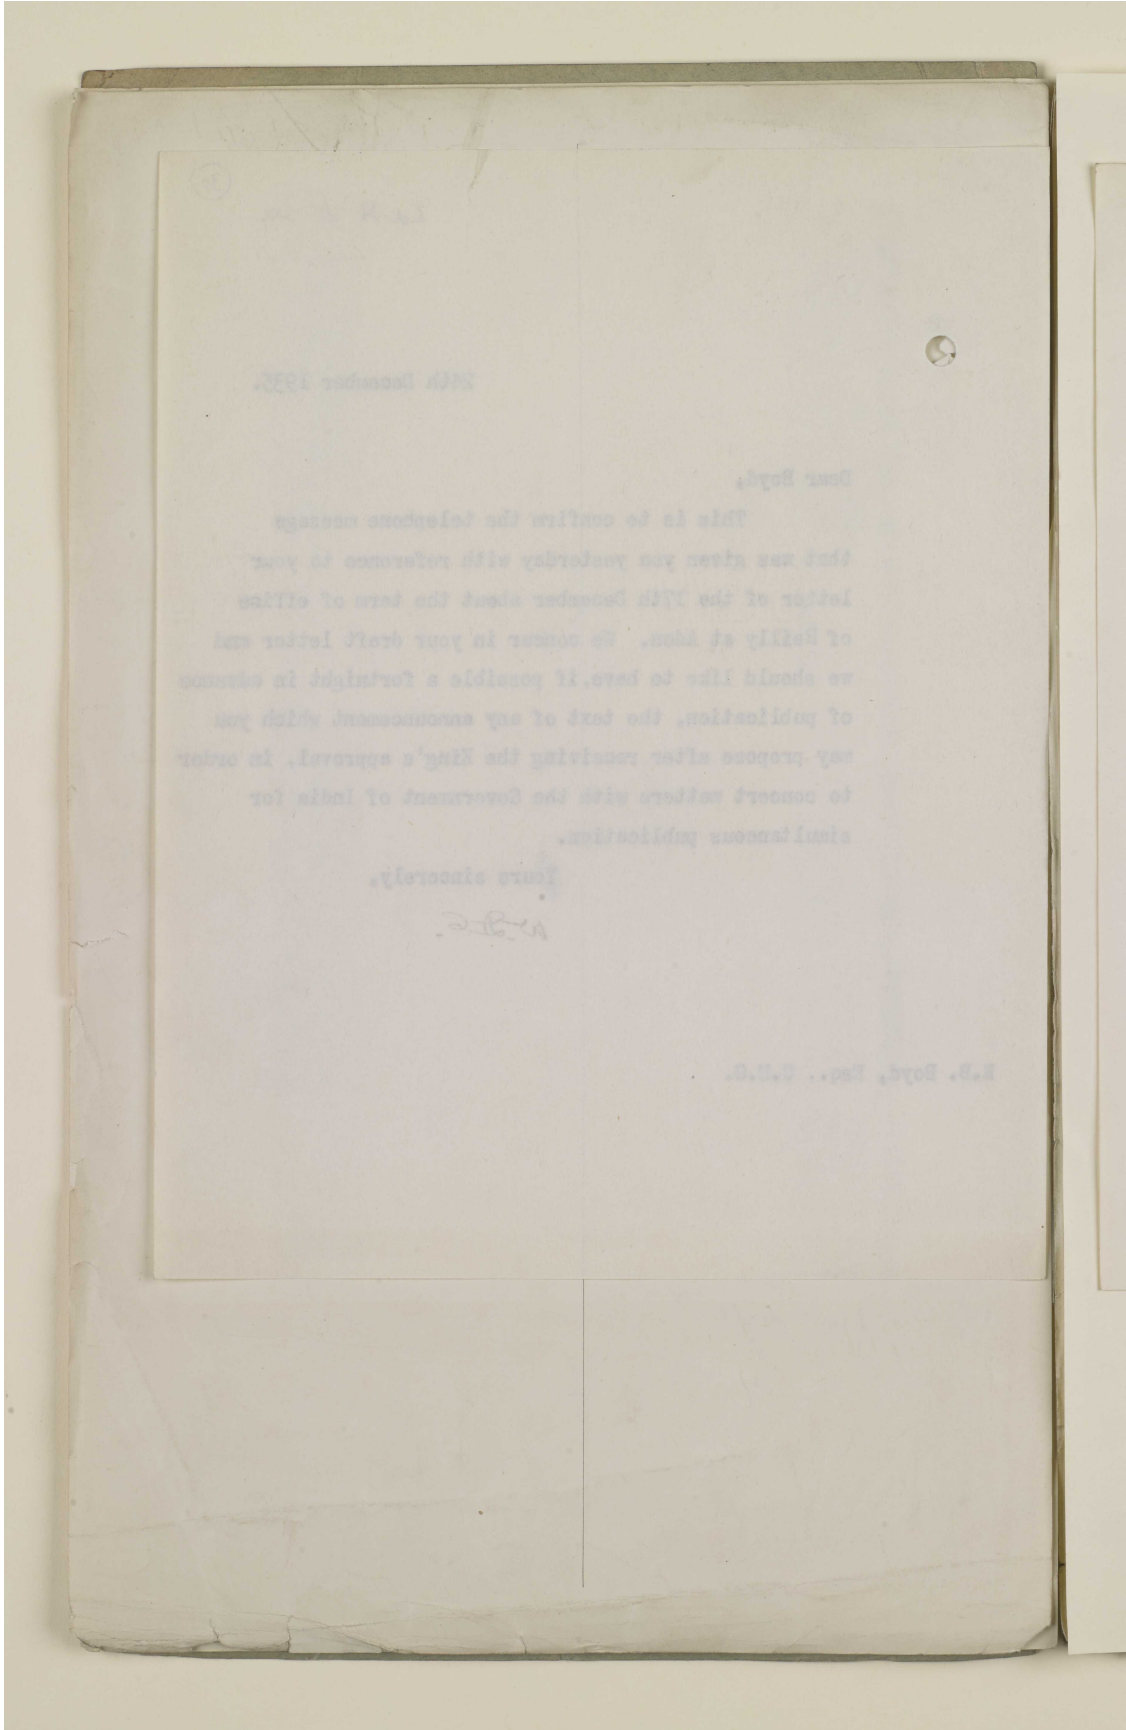 24th December 1935.
Dear Boyd,
This is to confirm the telephone message
that was given you yesterday with reference to your
letter of the 17th December about the term of office
of Reilly at Aden. We concur in your draft letter and
we should like to have, if possible a fortnight in advance
of publication, the text of any announcement which you
may propose after receiving the King's approval, in order
to concert matters with the Government of India for
simultaneous publication.
Yours sincerely,
E.B. Boyd, Esq., C.M.G.